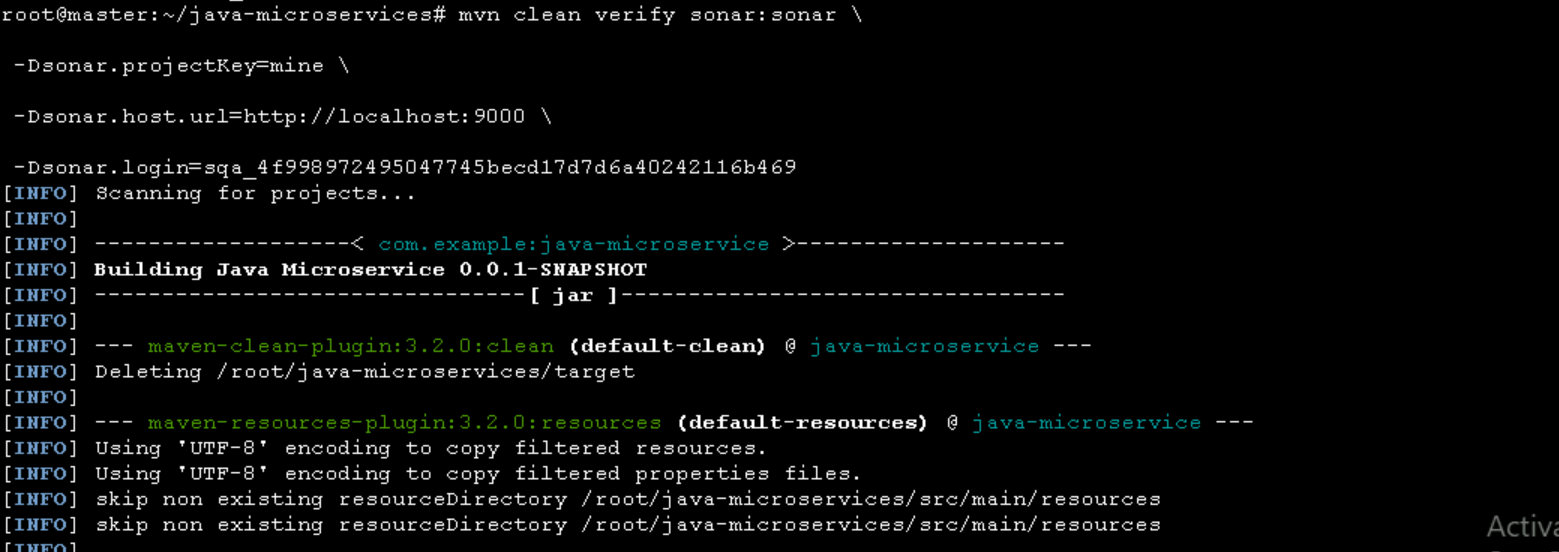 root@master:~/java-microservices# mvn clean verify sonar:sonar \
-Dsonar.projectKey=mine \
-Dsonar.host.url=http://localhost:9000 \
-Dsonar.login=sqa_4f998972495047745becd17d7d6a40242116b469
[INFO] Scanning for projects...
[INFO]
[INFO] -------------------< com.example:java-microservice >--------------------
[INFO] Building Java Microservice 0.0.1-SNAPSHOT
[INFO] --------------------------------[ jar ]---------------------------------
[INFO]
[INFO] --- maven-clean-plugin:3.2.0:clean (default-clean) @ java-microservice ---
[INFO] Deleting /root/java-microservices/target
[INFO]
[INFO] --- maven-resources-plugin:3.2.0:resources (default-resources) @ java-microservice ---
[INFO] Using 'UTF-8' encoding to copy filtered resources.
[INFO] Using 'UTF-8' encoding to copy filtered properties files.
[INFO] skip non existing resourceDirectory /root/java-microservices/src/main/resources
[INFO] skip non existing resourceDirectory /root/java-microservices/src/main/resources
Activa
[INFO]